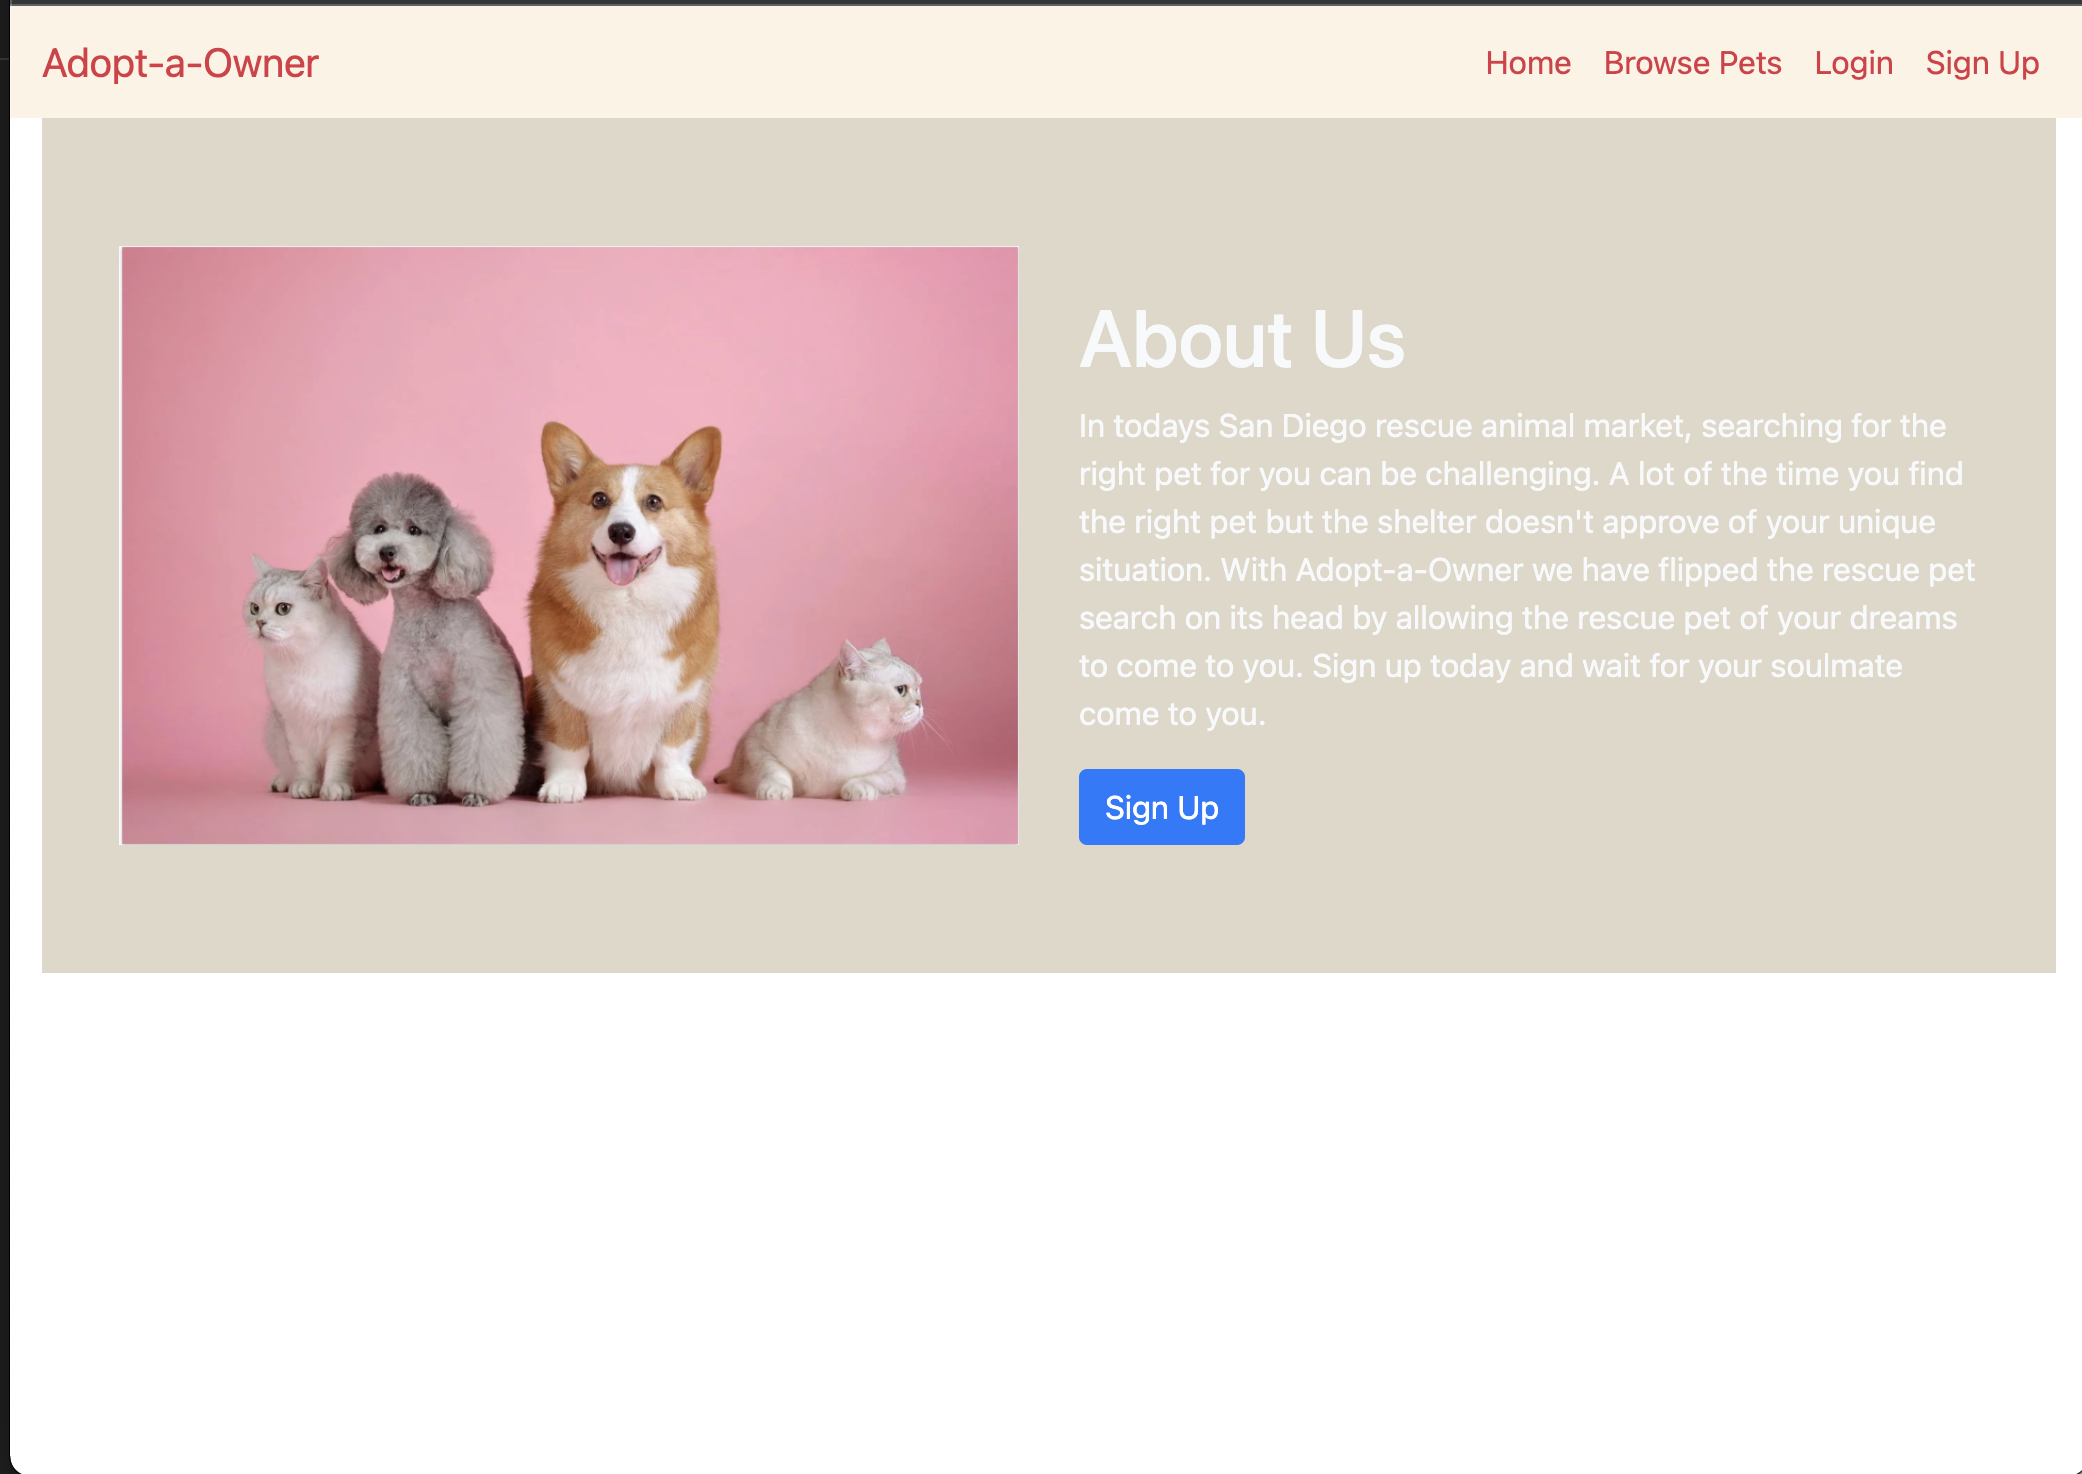 Adopt-a-Owner
Home Browse Pets Login Sign Up
About Us
In todays San Diego rescue animal market, searching for the
right pet for you can be challenging. A lot of the time you find
the right pet but the shelter doesn't approve of your unique
situation. With Adopt-a-Owner we have flipped the rescue pet
search on its head by allowing the rescue pet of your dreams
to come to you. Sign up today and wait for your soulmate
come to you.
Sign Up